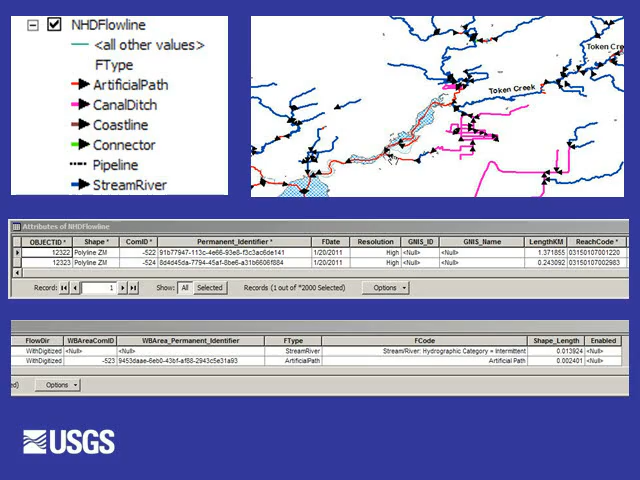 NHDFlowline
<all other values>
FType
ArtificialPath
CanalDitch
Coastline
Connector
Pipeline
StreamRiver
Token Creek
Token Creek
Attributes of NHDFlowline
OBJECTID * Shape * ComID * Permanent_Identifier * FDate Resolution GNIS_ID GNIS_Name LengthKM ReachCode *
12322 Polyline ZM -522 91b77947-113c-4e66-93e8-f3c3ac6de141 1/20/2011 High <Null> <Null> 1.371855 03150107001220
12323 Polyline ZM -524 8d4d45da-7794-45af-8be6-a31b6606f884 1/20/2011 High <Null> <Null> 0.243092 03150107002983
Record: 1 Show: All Selected Records (1 out of *2000 Selected) Options
FlowDir WBAreaComID WBArea_Permanent_Identifier FType FCode Shape_Length Enabled
WithDigitized <Null> <Null> StreamRiver Stream/River: Hydrographic Category = Intermittent 0.013924 <Null>
WithDigitized -523 9453daae-6eb0-43bf-af88-2943c5e31a93 ArtificialPath Artificial Path 0.002401 <Null>
ed) Options
USGS